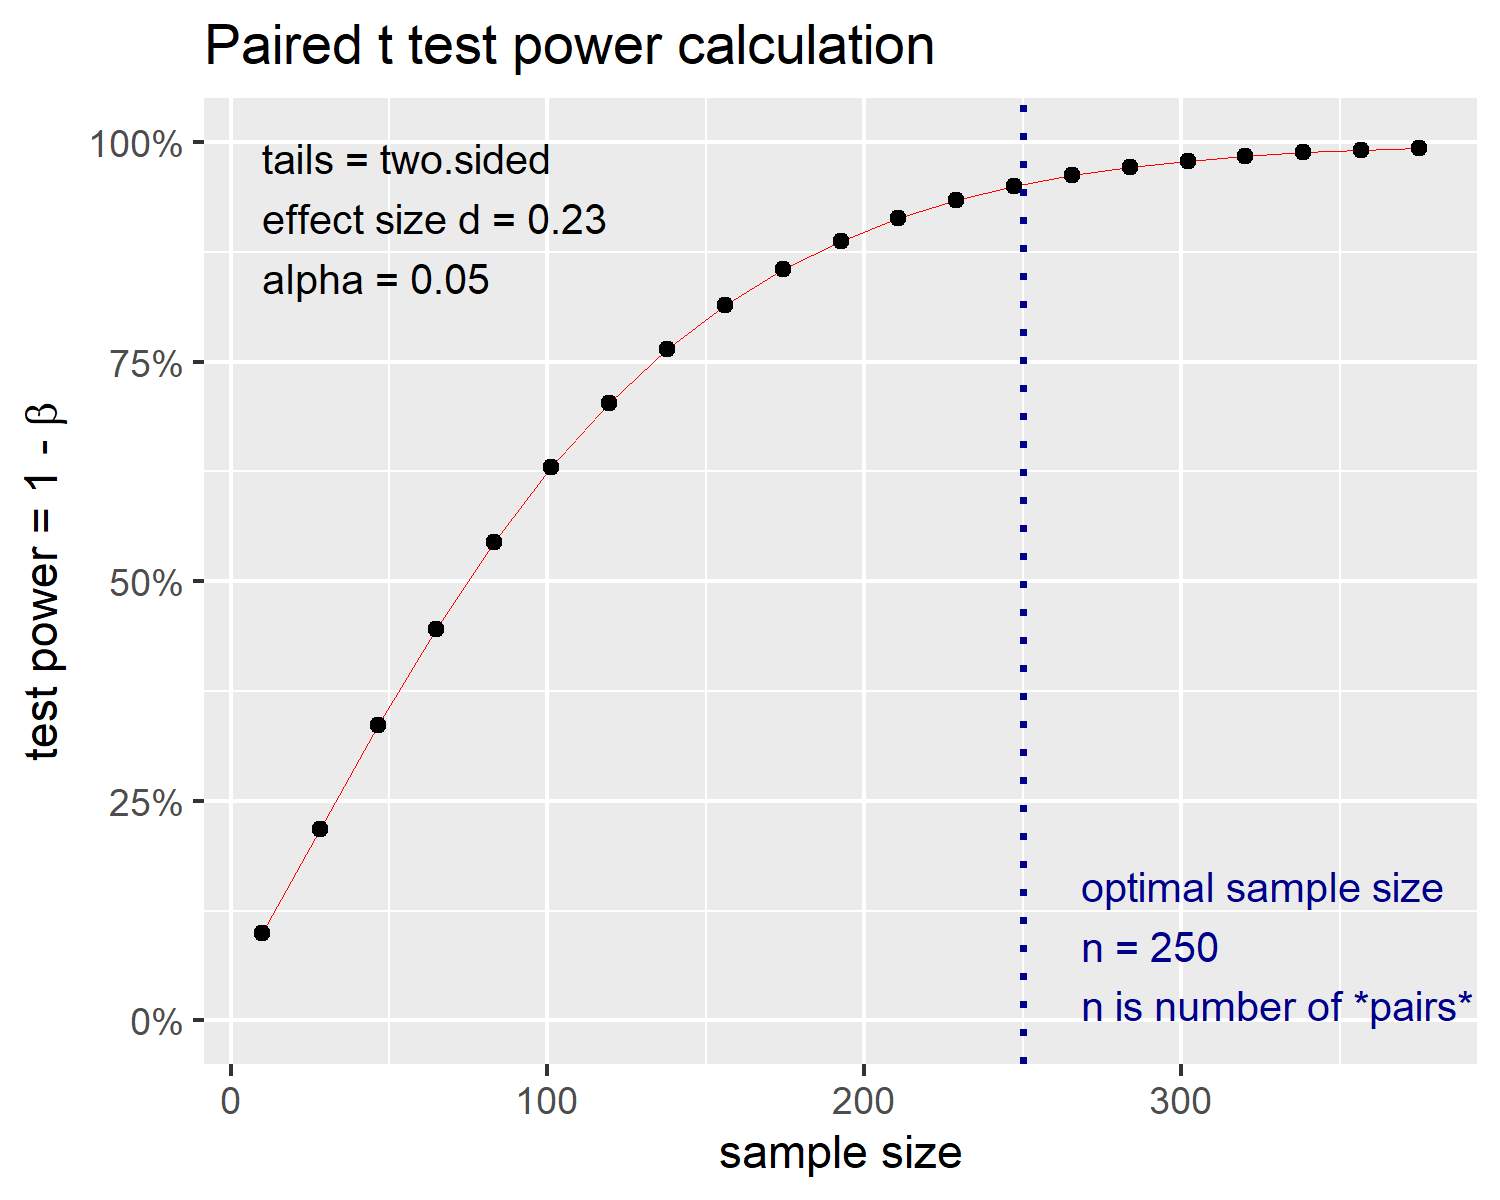 Paired t test power calculation
tails = two.sided
effect size d = 0.23
alpha = 0.05
100%
75%
50%
25%
0%
test power = 1 - β
optimal sample size
n = 250
n is number of *pairs*
0
100
200
300
sample size